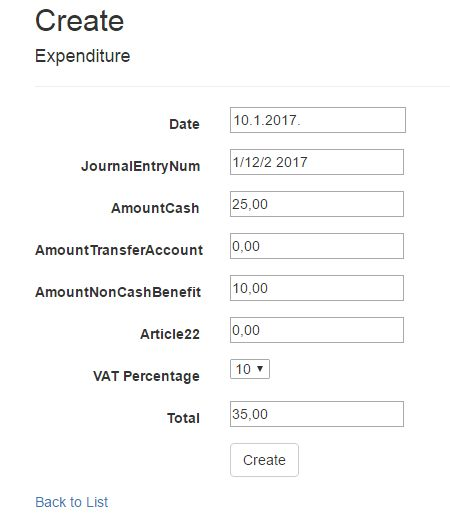 Create
Expenditure
Date 10.1.2017.
JournalEntryNum 1/12/2 2017
AmountCash 25,00
AmountTransferAccount 0,00
AmountNonCashBenefit 10,00
Article22 0,00
VAT Percentage 10
Total 35,00
Create
Back to List